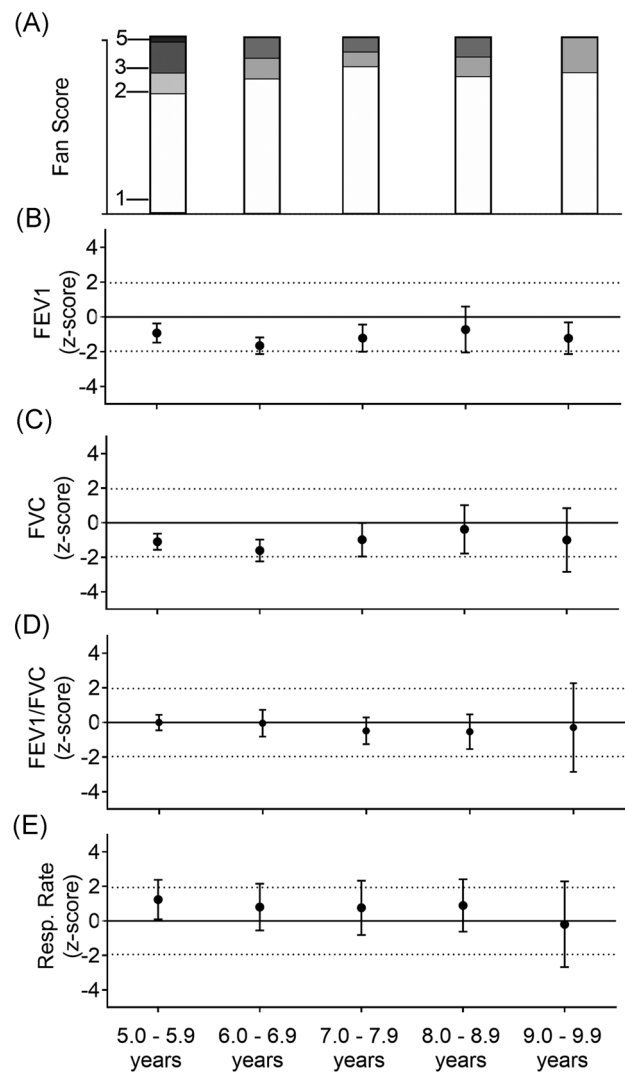 (A)
5
3
2
1
Fan Score
(B)
4
2
0
-2
-4
FEV1
(z-score)
(C)
4
2
0
-2
-4
FVC
(z-score)
(D)
4
2
0
-2
-4
FEV1/FVC
(z-score)
(E)
4
2
0
-2
-4
Resp. Rate
(z-score)
5.0 - 5.9
years
6.0 - 6.9
years
7.0 - 7.9
years
8.0 - 8.9
years
9.0 - 9.9
years